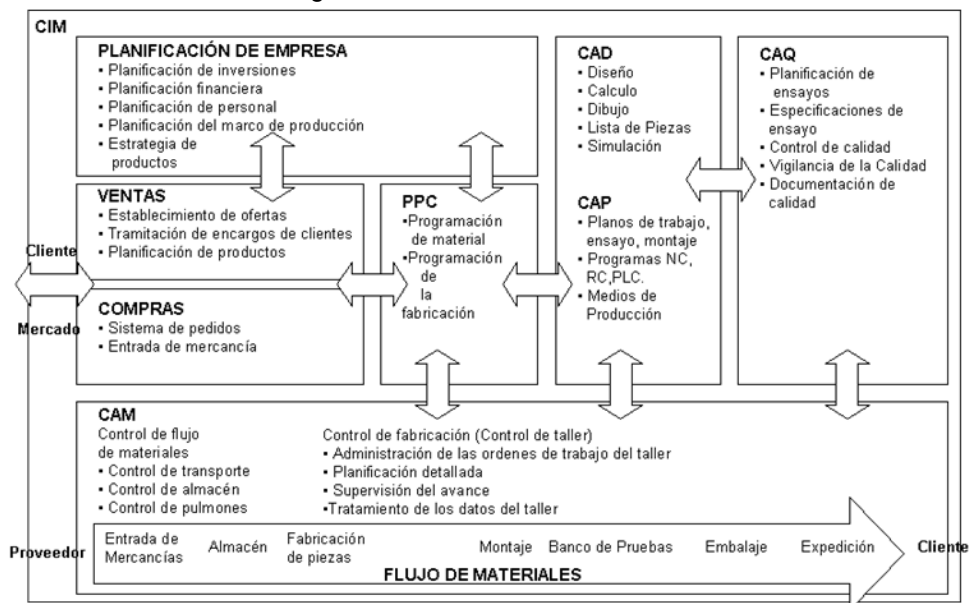 CIM
PLANIFICACIÓN DE EMPRESA
▪ Planificación de inversiones
▪ Planificación financiera
▪ Planificación de personal
▪ Planificación del marco de producción
▪ Estrategia de
productos
VENTAS
▪ Establecimiento de ofertas
▪ Tramitación de encargos de clientes
▪ Planificación de productos
Cliente
Mercado
COMPRAS
▪ Sistema de pedidos
▪ Entrada de mercancía
PPC
▪Programación
de material
▪Programación
de
la
fabricación
CAD
▪ Diseño
▪ Calculo
▪ Dibujo
▪ Lista de Piezas
▪ Simulación
CAP
▪ Planos de trabajo,
ensayo, montaje
▪ Programas NC,
RC,PLC.
▪ Medios de
Producción
CAQ
▪ Planificación de
ensayos
▪ Especificaciones de
ensayo
▪ Control de calidad
▪ Vigilancia de la Calidad
▪ Documentación de
calidad
CAM
Control de flujo
de materiales
▪ Control de transporte
▪ Control de almacén
▪ Control de pulmones
Control de fabricación (Control de taller)
▪ Administración de las ordenes de trabajo del taller
▪ Planificación detallada
▪ Supervisión del avance
▪Tratamiento de los datos del taller
Proveedor
Entrada de
Mercancías
Almacén
Fabricación
de piezas
Montaje
Banco de Pruebas
Embalaje
Expedición
Cliente
FLUJO DE MATERIALES